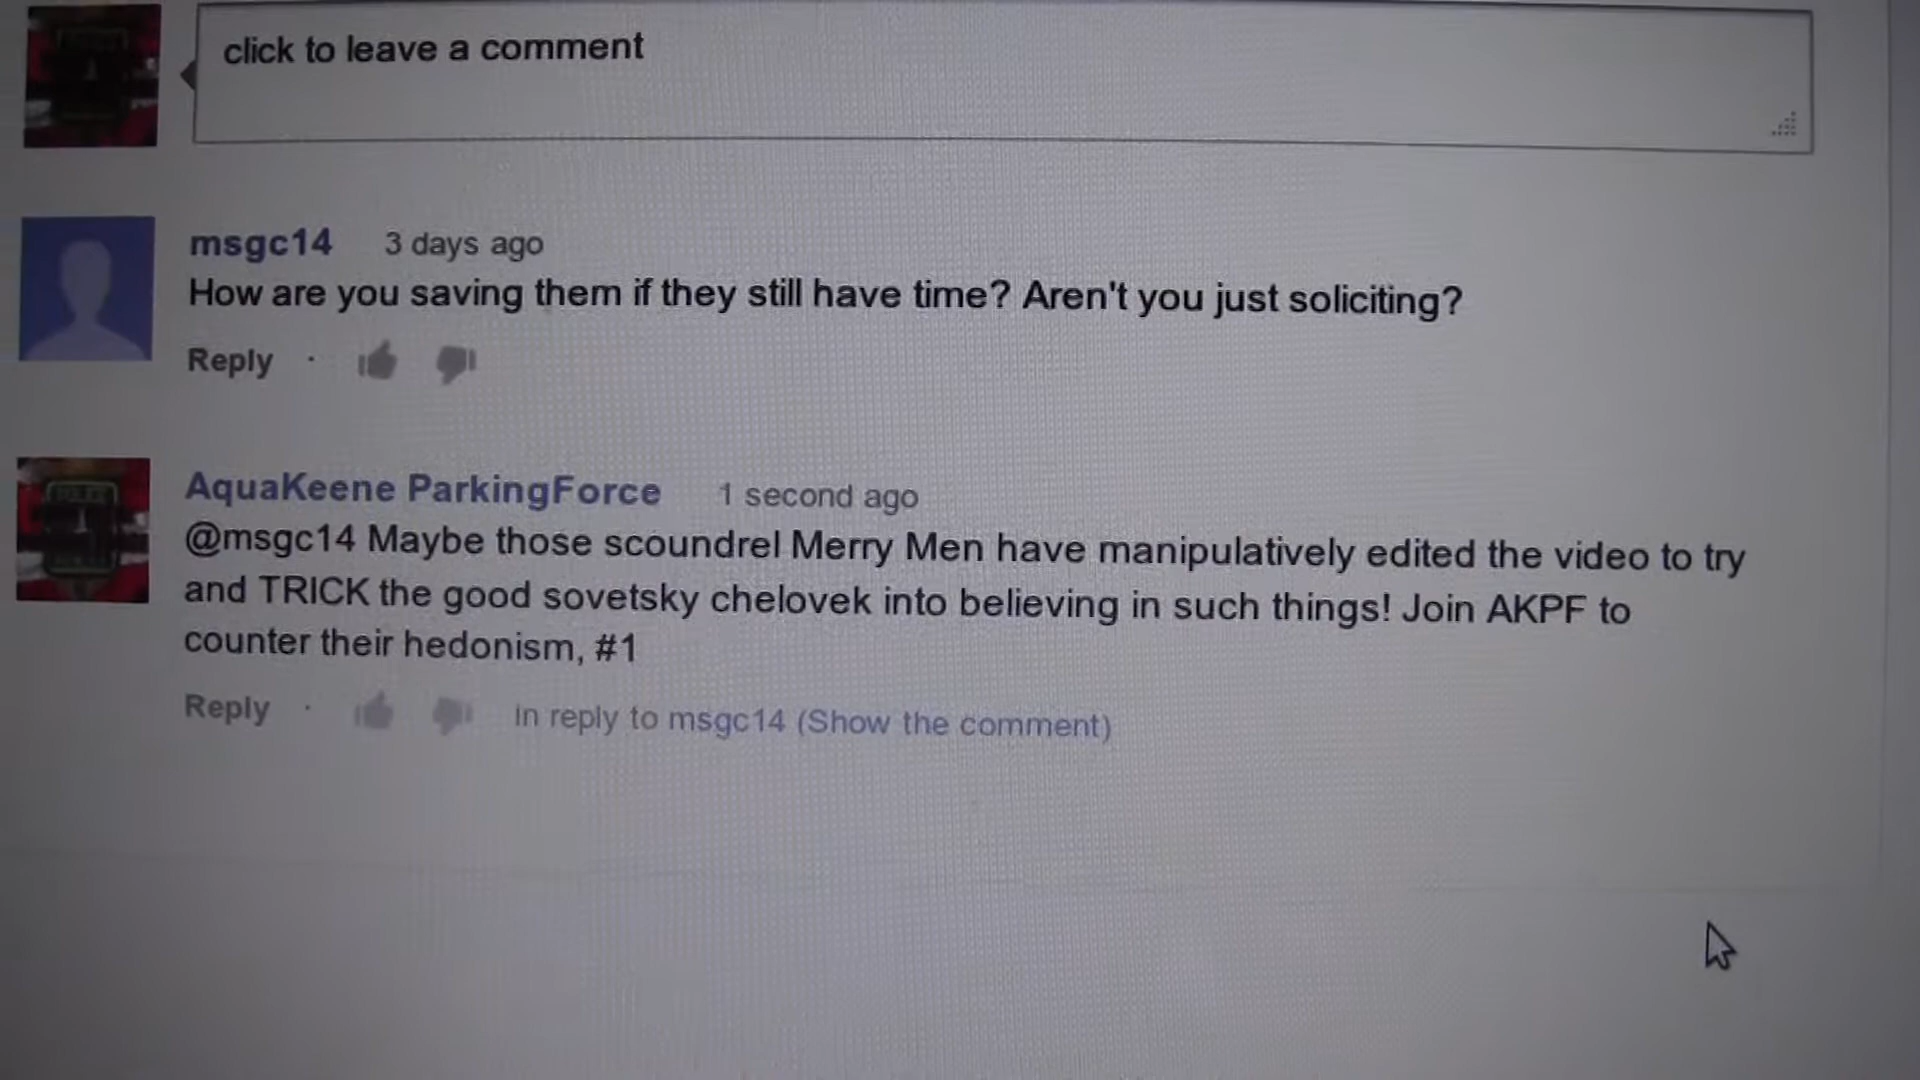 click to leave a comment
msgc14 3 days ago
How are you saving them if they still have time? Aren't you just soliciting?
Reply ·
AquaKeene ParkingForce 1 second ago
@msgc14 Maybe those scoundrel Merry Men have manipulatively edited the video to try
and TRICK the good sovetsky chelovek into believing in such things! Join AKPF to
counter their hedonism, #1
Reply · in reply to msgc14 (Show the comment)